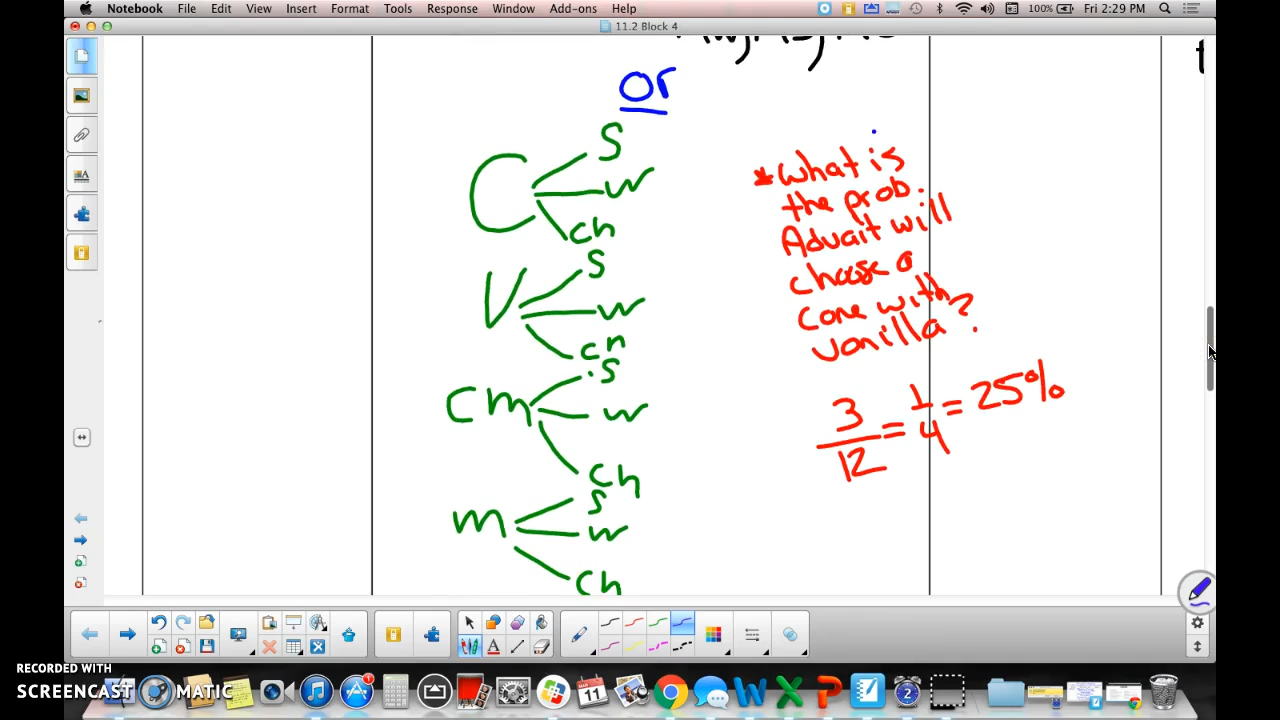 Notebook File Edit View Insert Format Tools Response Window Add-ons Help 100% Fri 2:29 PM
11.2 Block 4
or
C
S
w
ch
V
S
w
ch
cm
S
w
ch
m
S
w
ch
*What is
the prob.
Advait will
choose a
cone with
vanilla?
3/12 = 1/4 = 25%
RECORDED WITH
SCREENCAST MATIC